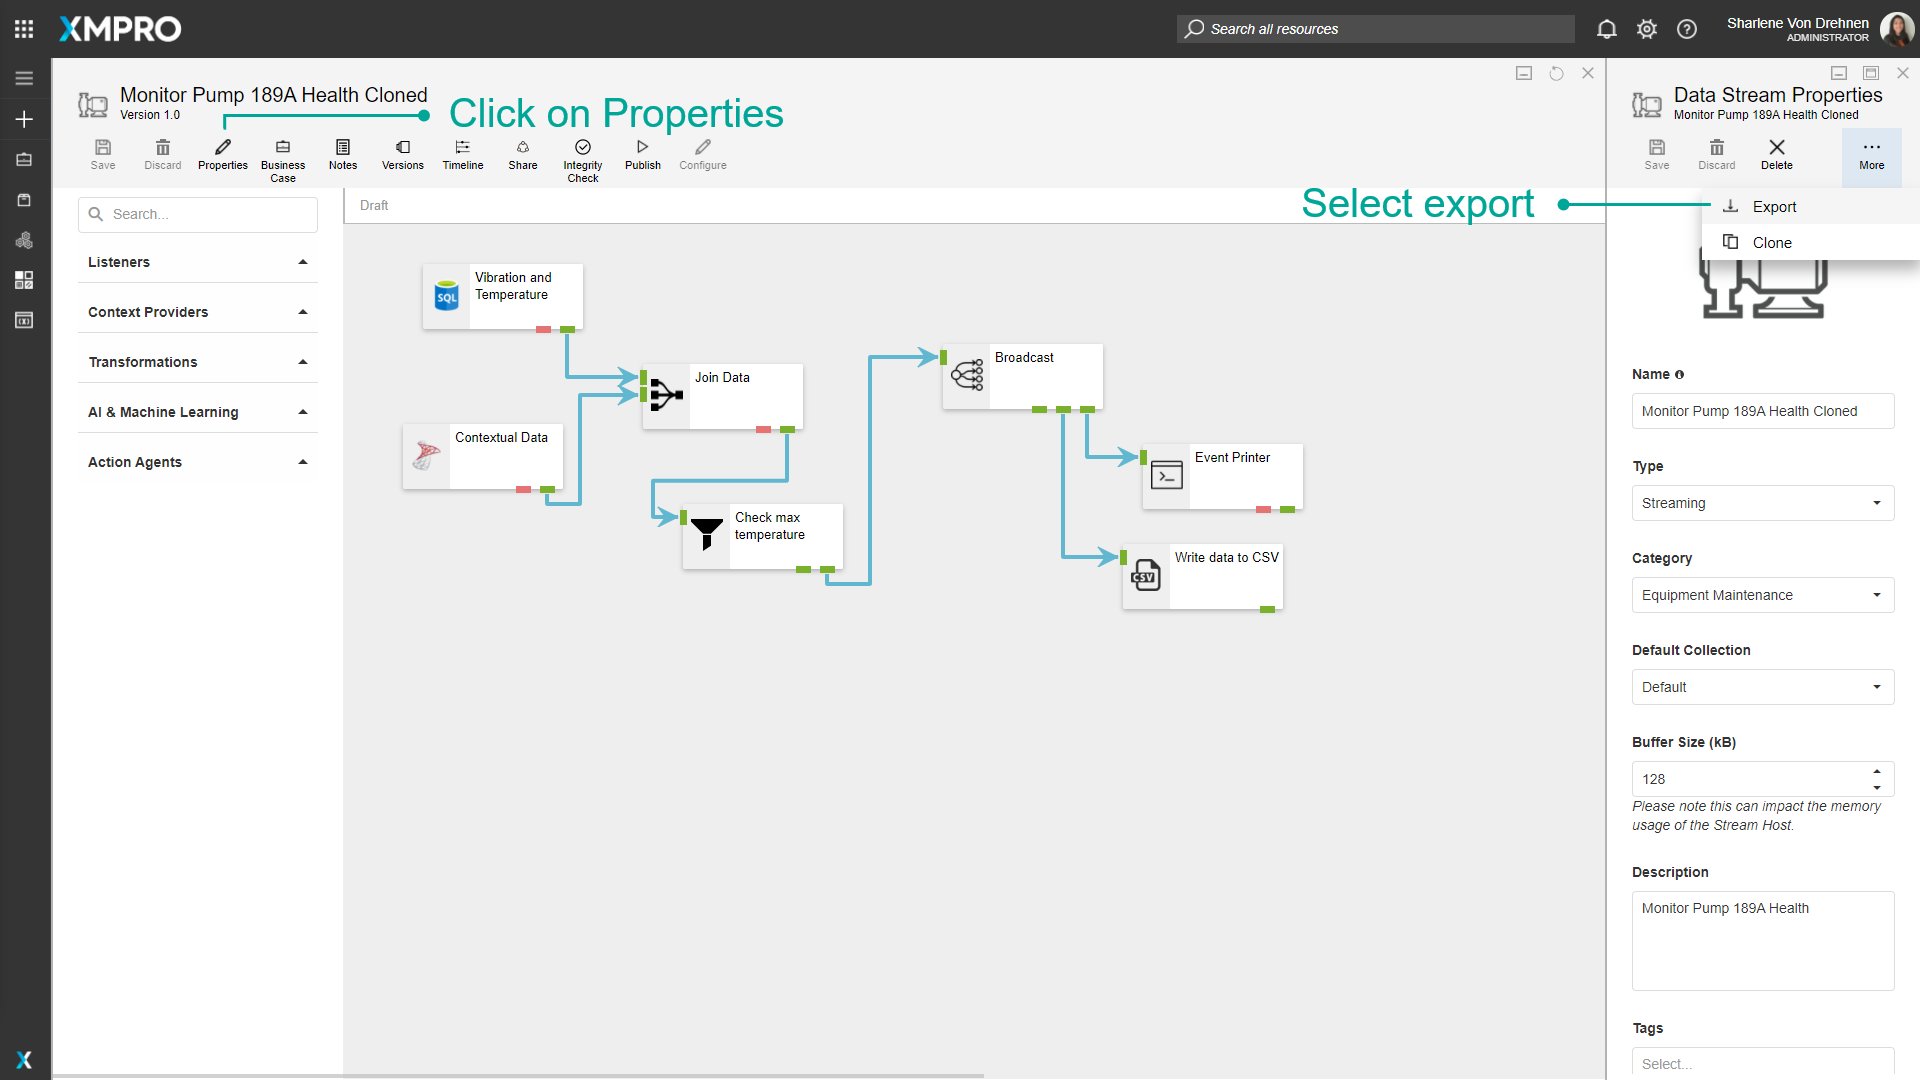 XMPRO
Search all resources
Sharlene Von Drehnen
ADMINISTRATOR
Monitor Pump 189A Health Cloned
Version 1.0
Click on Properties
Save
Discard
Properties
Business
Case
Notes
Versions
Timeline
Share
Integrity
Check
Publish
Configure
Search...
Listeners
Context Providers
Transformations
AI & Machine Learning
Action Agents
Draft
Select export
SQL
Vibration and
Temperature
Join Data
Contextual Data
Check max
temperature
Broadcast
Event Printer
CSV
Write data to CSV
Data Stream Properties
Monitor Pump 189A Health Cloned
Save
Discard
Delete
More
Export
Clone
Name
Monitor Pump 189A Health Cloned
Type
Streaming
Category
Equipment Maintenance
Default Collection
Default
Buffer Size (kB)
128
Please note this can impact the memory
usage of the Stream Host.
Description
Monitor Pump 189A Health
Tags
Select...